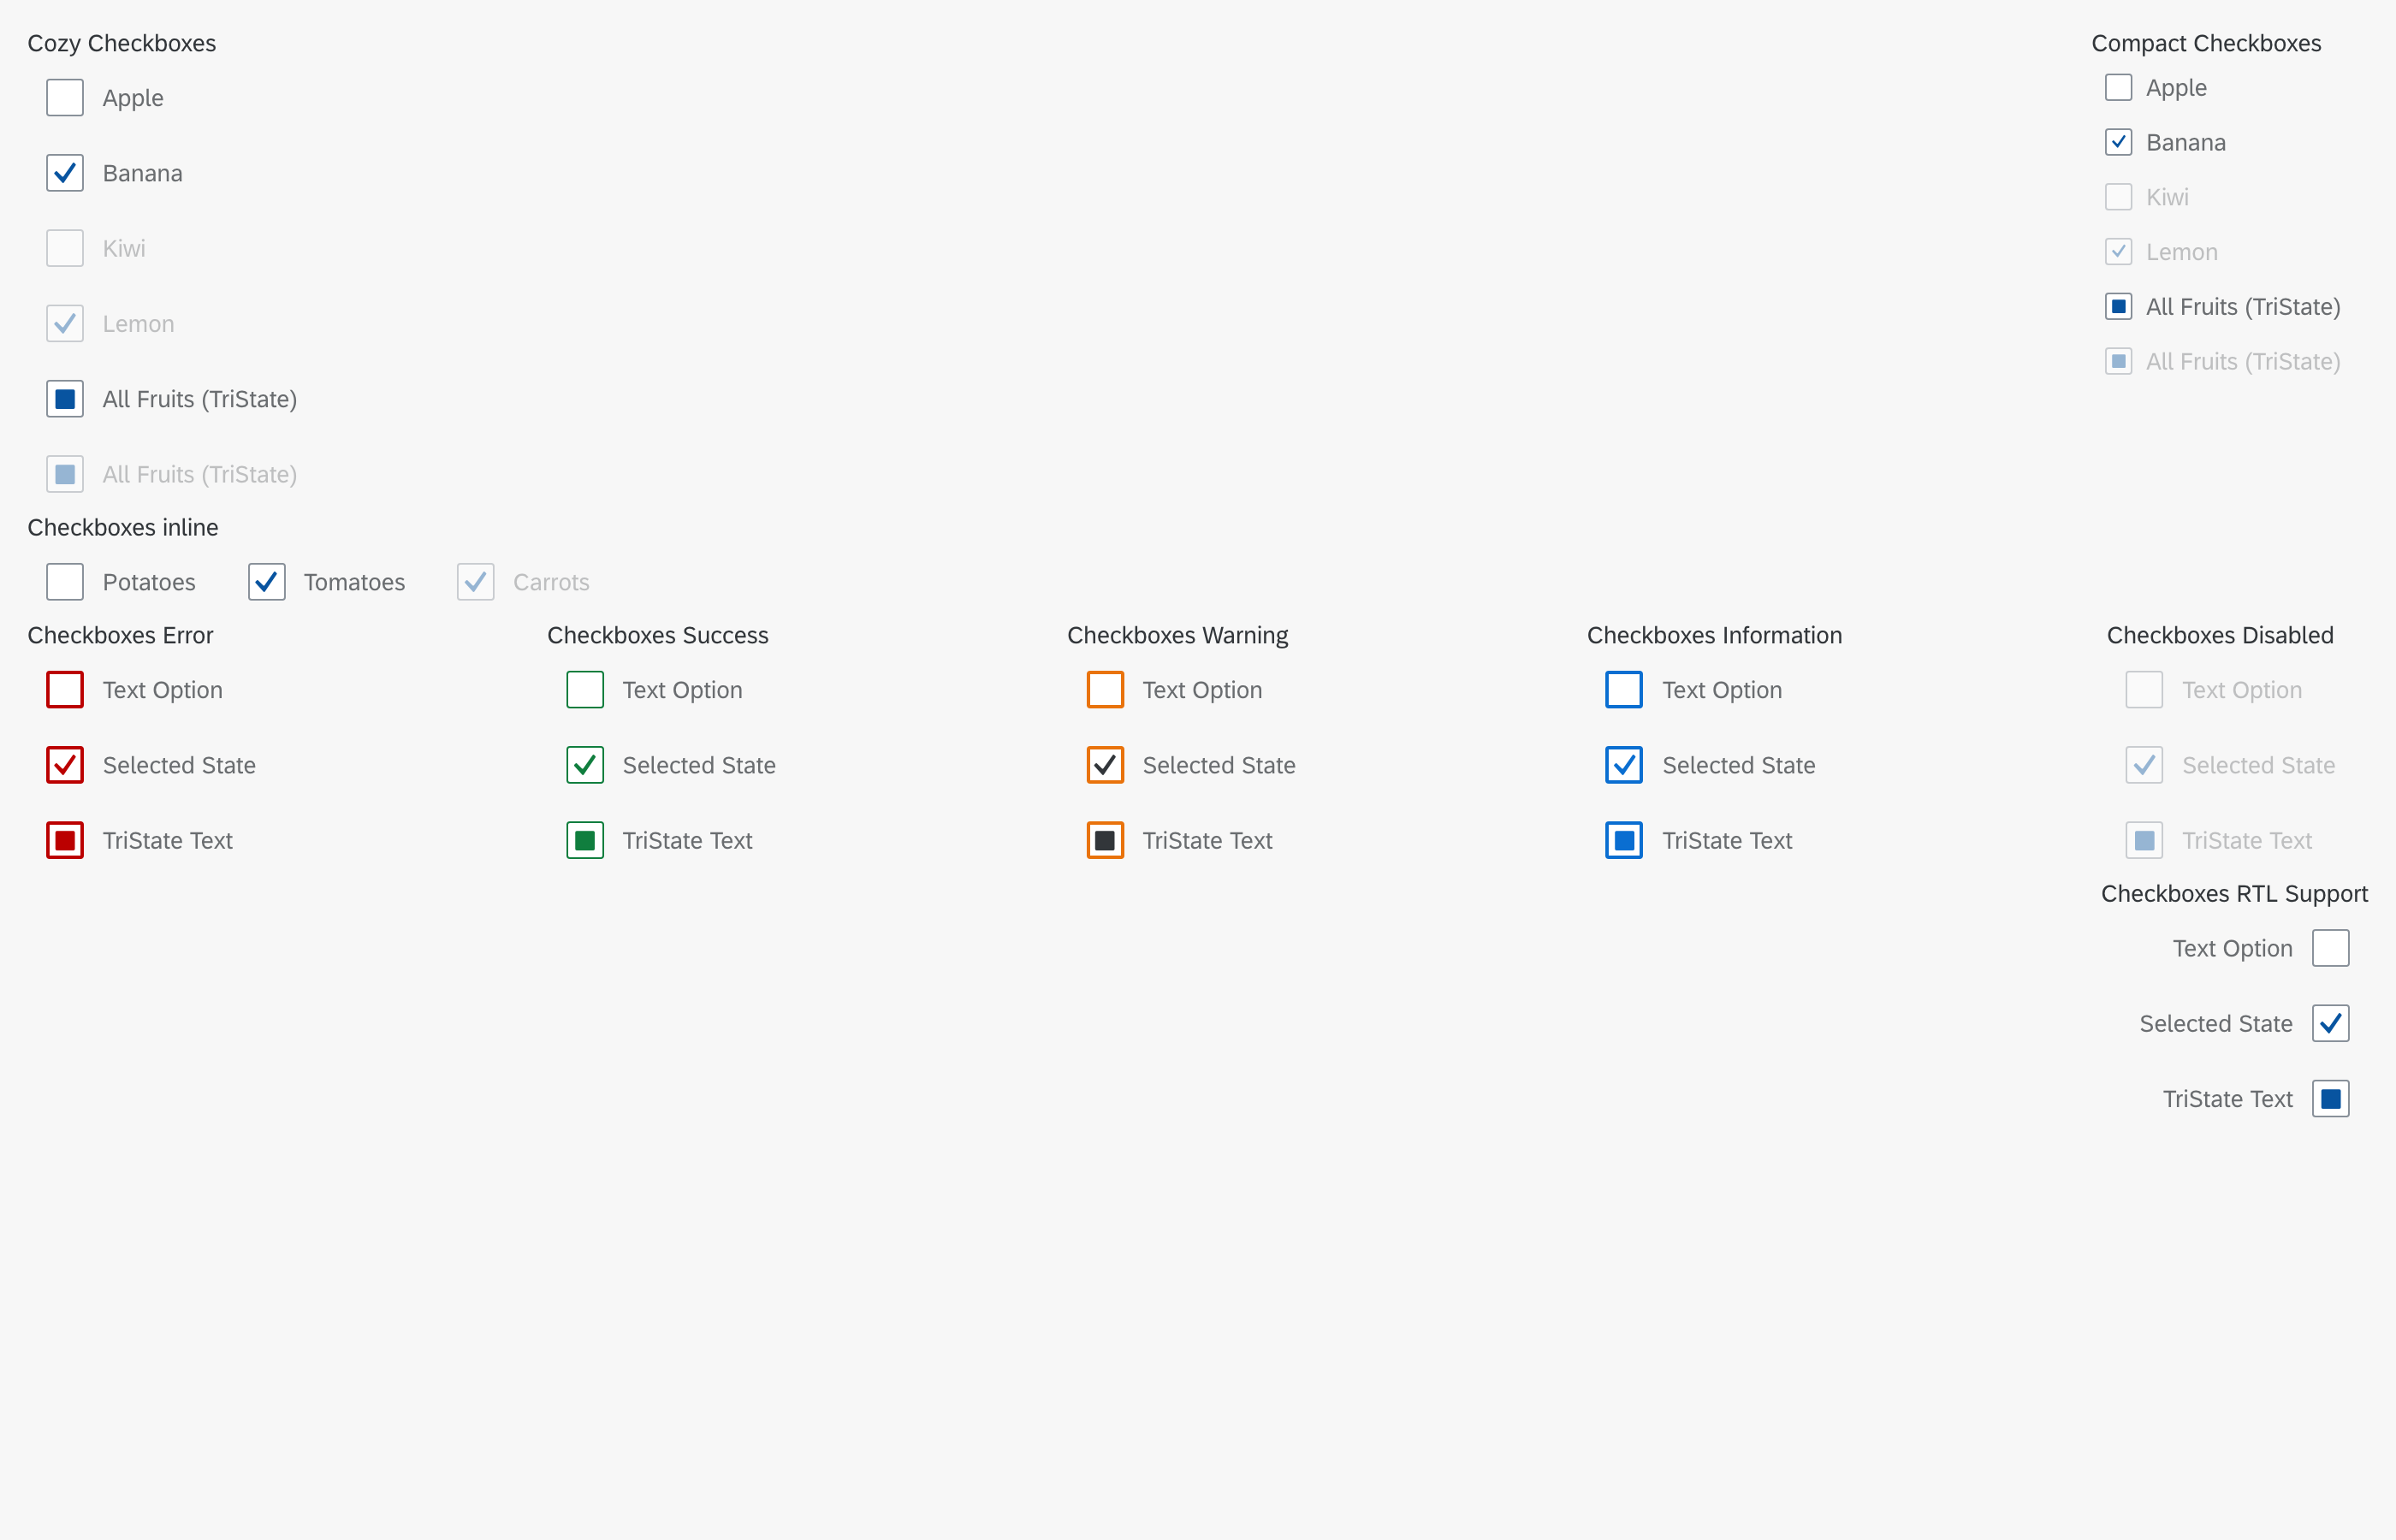 Cozy Checkboxes
Apple
Banana
Kiwi
Lemon
All Fruits (TriState)
All Fruits (TriState)
Compact Checkboxes
Apple
Banana
Kiwi
Lemon
All Fruits (TriState)
All Fruits (TriState)
Checkboxes inline
Potatoes Tomatoes Carrots
Checkboxes Error
Text Option
Selected State
TriState Text
Checkboxes Success
Text Option
Selected State
TriState Text
Checkboxes Warning
Text Option
Selected State
TriState Text
Checkboxes Information
Text Option
Selected State
TriState Text
Checkboxes Disabled
Text Option
Selected State
TriState Text
Checkboxes RTL Support
Text Option
Selected State
TriState Text